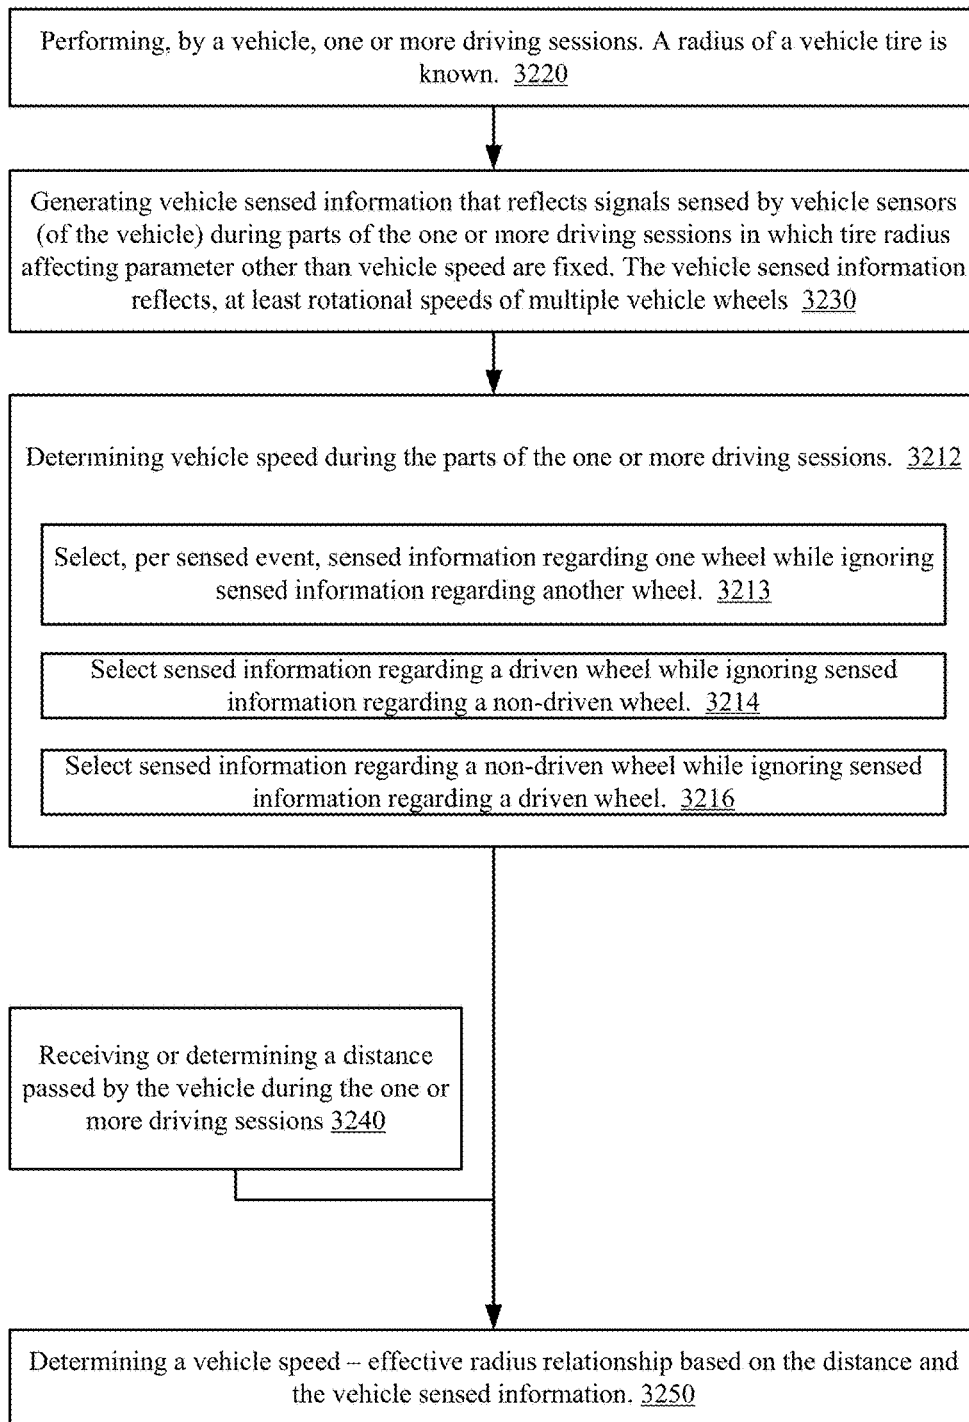 Performing, by a vehicle, one or more driving sessions. A radius of a vehicle tire is
known. 3220
Generating vehicle sensed information that reflects signals sensed by vehicle sensors
(of the vehicle) during parts of the one or more driving sessions in which tire radius
affecting parameter other than vehicle speed are fixed. The vehicle sensed information
reflects, at least rotational speeds of multiple vehicle wheels 3230
Determining vehicle speed during the parts of the one or more driving sessions. 3212
Select, per sensed event, sensed information regarding one wheel while ignoring
sensed information regarding another wheel. 3213
Select sensed information regarding a driven wheel while ignoring sensed
information regarding a non-driven wheel. 3214
Select sensed information regarding a non-driven wheel while ignoring sensed
information regarding a driven wheel. 3216
Receiving or determining a distance
passed by the vehicle during the one or
more driving sessions 3240
Determining a vehicle speed – effective radius relationship based on the distance and
the vehicle sensed information. 3250